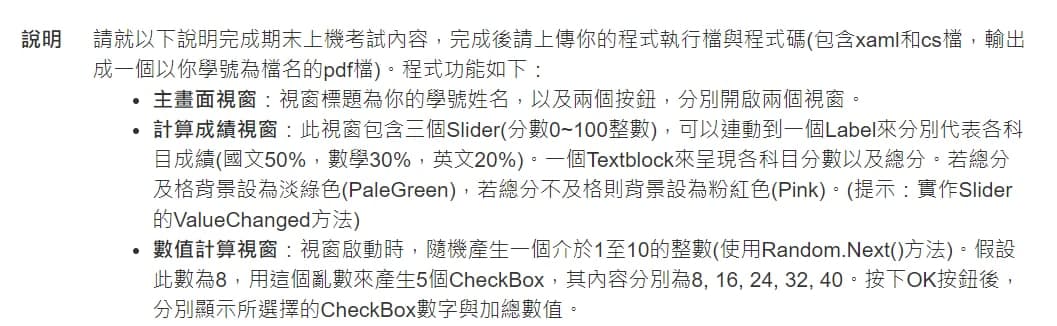 說明 請就以下說明完成期末上機考試內容，完成後請上傳你的程式執行檔與程式碼(包含xaml和cs檔，輸出
成一個以你學號為檔名的pdf檔)。程式功能如下：
• 主畫面視窗：視窗標題為你的學號姓名，以及兩個按鈕，分別開啟兩個視窗。
• 計算成績視窗：此視窗包含三個Slider(分數0~100整數)，可以連動到一個Label來分別代表各科
目成績(國文50%，數學30%，英文20%)。一個Textblock來呈現各科目分數以及總分。若總分
及格背景設為淡綠色(PaleGreen)，若總分不及格則背景設為粉紅色(Pink)。(提示：實作Slider
的ValueChanged方法)
• 數值計算視窗：視窗啟動時，隨機產生一個介於1至10的整數(使用Random.Next()方法)。假設
此數為8，用這個亂數來產生5個CheckBox，其內容分別為8, 16, 24, 32, 40。按下OK按鈕後，
分別顯示所選擇的CheckBox數字與加總數值。